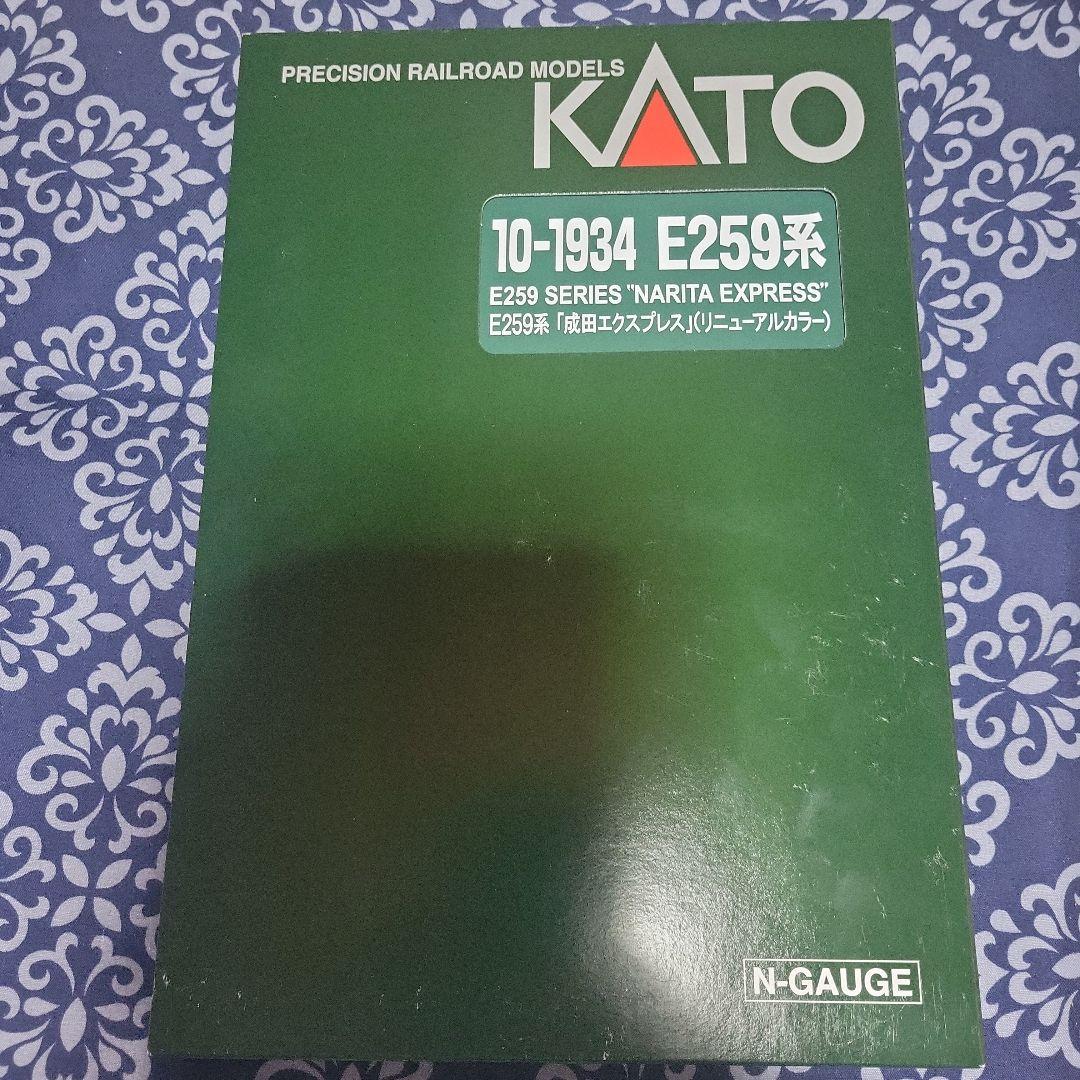 PRECISION RAILROAD MODELS
KATO
10-1934 E259系
E259 SERIES "NARITA EXPRESS"
E259系「成田エクスプレス」(リニューアルカラー)
N-GAUGE